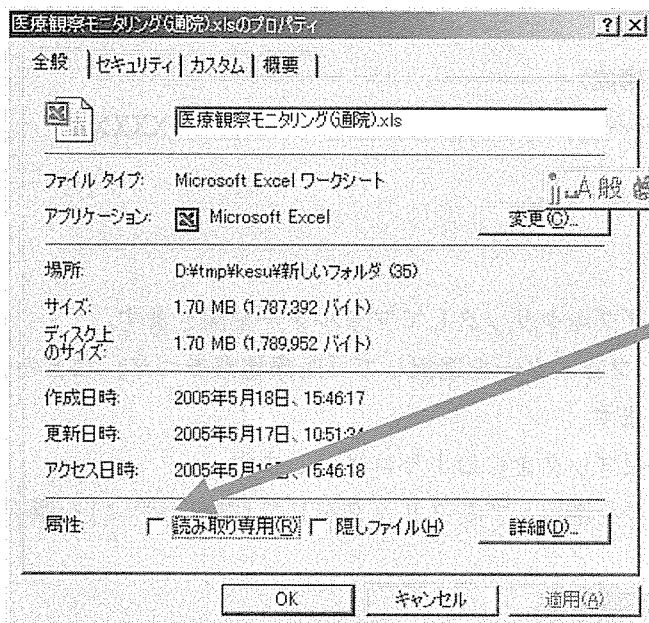 医療観察モニタリング(通院).xlsのプロパティ
全般 セキュリティ カスタム 概要
医療観察モニタリング(通院).xls
ファイル タイプ: Microsoft Excel ワークシート
アプリケーション: Microsoft Excel 変更(C)...
場所: D:¥tmp¥kesu¥新しいフォルダ (35)
サイズ: 1.70 MB (1,787,392 バイト)
ディスク上
のサイズ: 1.70 MB (1,789,952 バイト)
作成日時: 2005年5月18日、15:46:17
更新日時: 2005年5月17日、10:51:34
アクセス日時: 2005年5月18日、15:46:18
属性: 読み取り専用(R) 隠しファイル(H) 詳細(D)...
OK キャンセル 適用(A)